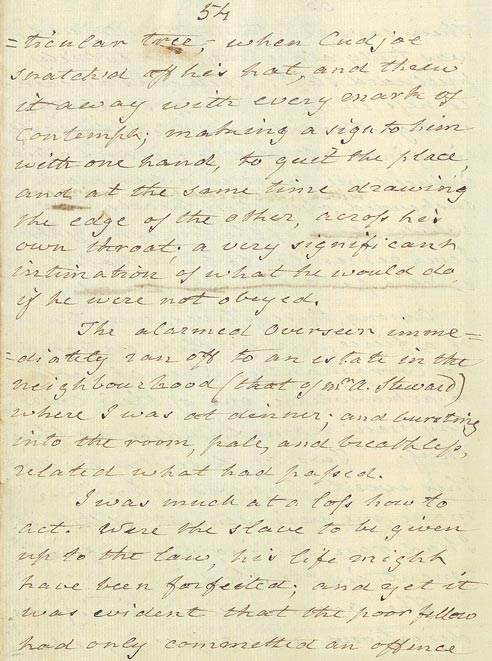 54
=ticular tree,- when Cudjoe
snatch'd off his hat, and threw
it away with every mark of
Contempt; making a sign to him
with one hand, to quit the place,
and at the same time drawing
the edge of the other, across his
own throat; a very significant
intimation of what he would do,
if he were not obeyed.
The alarmed Overseer imme=
=diately ran off to an estate in the
neighbourhood (that of Mr. A. Steward)
where I was at dinner; and bursting
into the room, pale, and breathless,
related what had passed.
I was much at a loss how to
act. Were the slave to be given
up to the law, his life might
have been forfeited; and yet it
was evident that the poor fellow
had only committed an offence